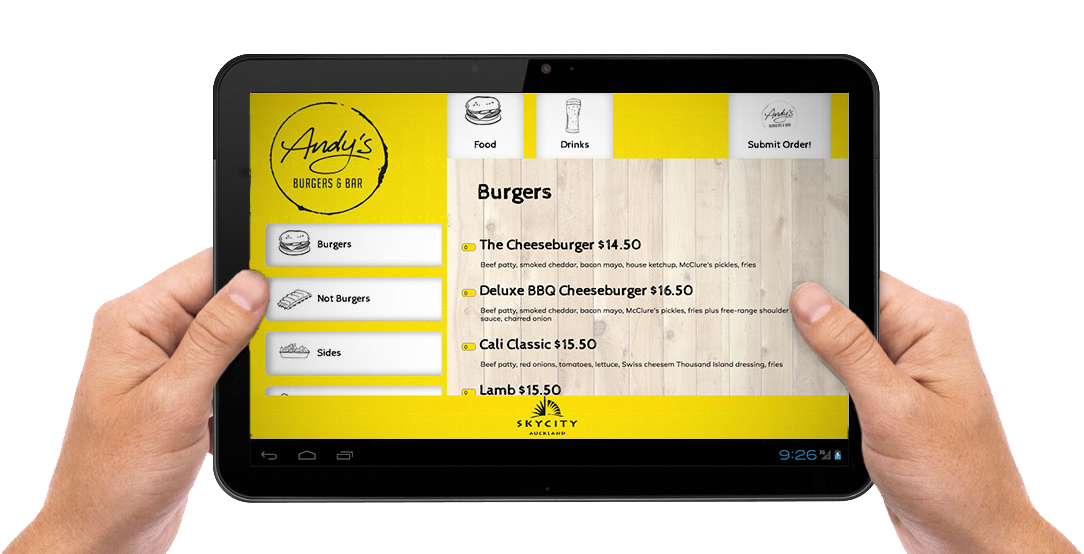 Andy's
BURGERS & BAR
Food
Drinks
BURGERS & BAR
Submit Order!
Burgers
Not Burgers
Sides
Burgers
0
The Cheeseburger $14.50
Beef patty, smoked cheddar, bacon mayo, house ketchup, McClure's pickles, fries
0
Deluxe BBQ Cheeseburger $16.50
Beef patty, smoked cheddar, bacon mayo, McClure's pickles, fries plus free-range shoulder
sauce, charred onion
0
Cali Classic $15.50
Beef patty, red onions, tomatoes, lettuce, Swiss cheesem Thousand Island dressing, fries
0
Lamb $15.50
SKYCITY
AUCKLAND
9:26